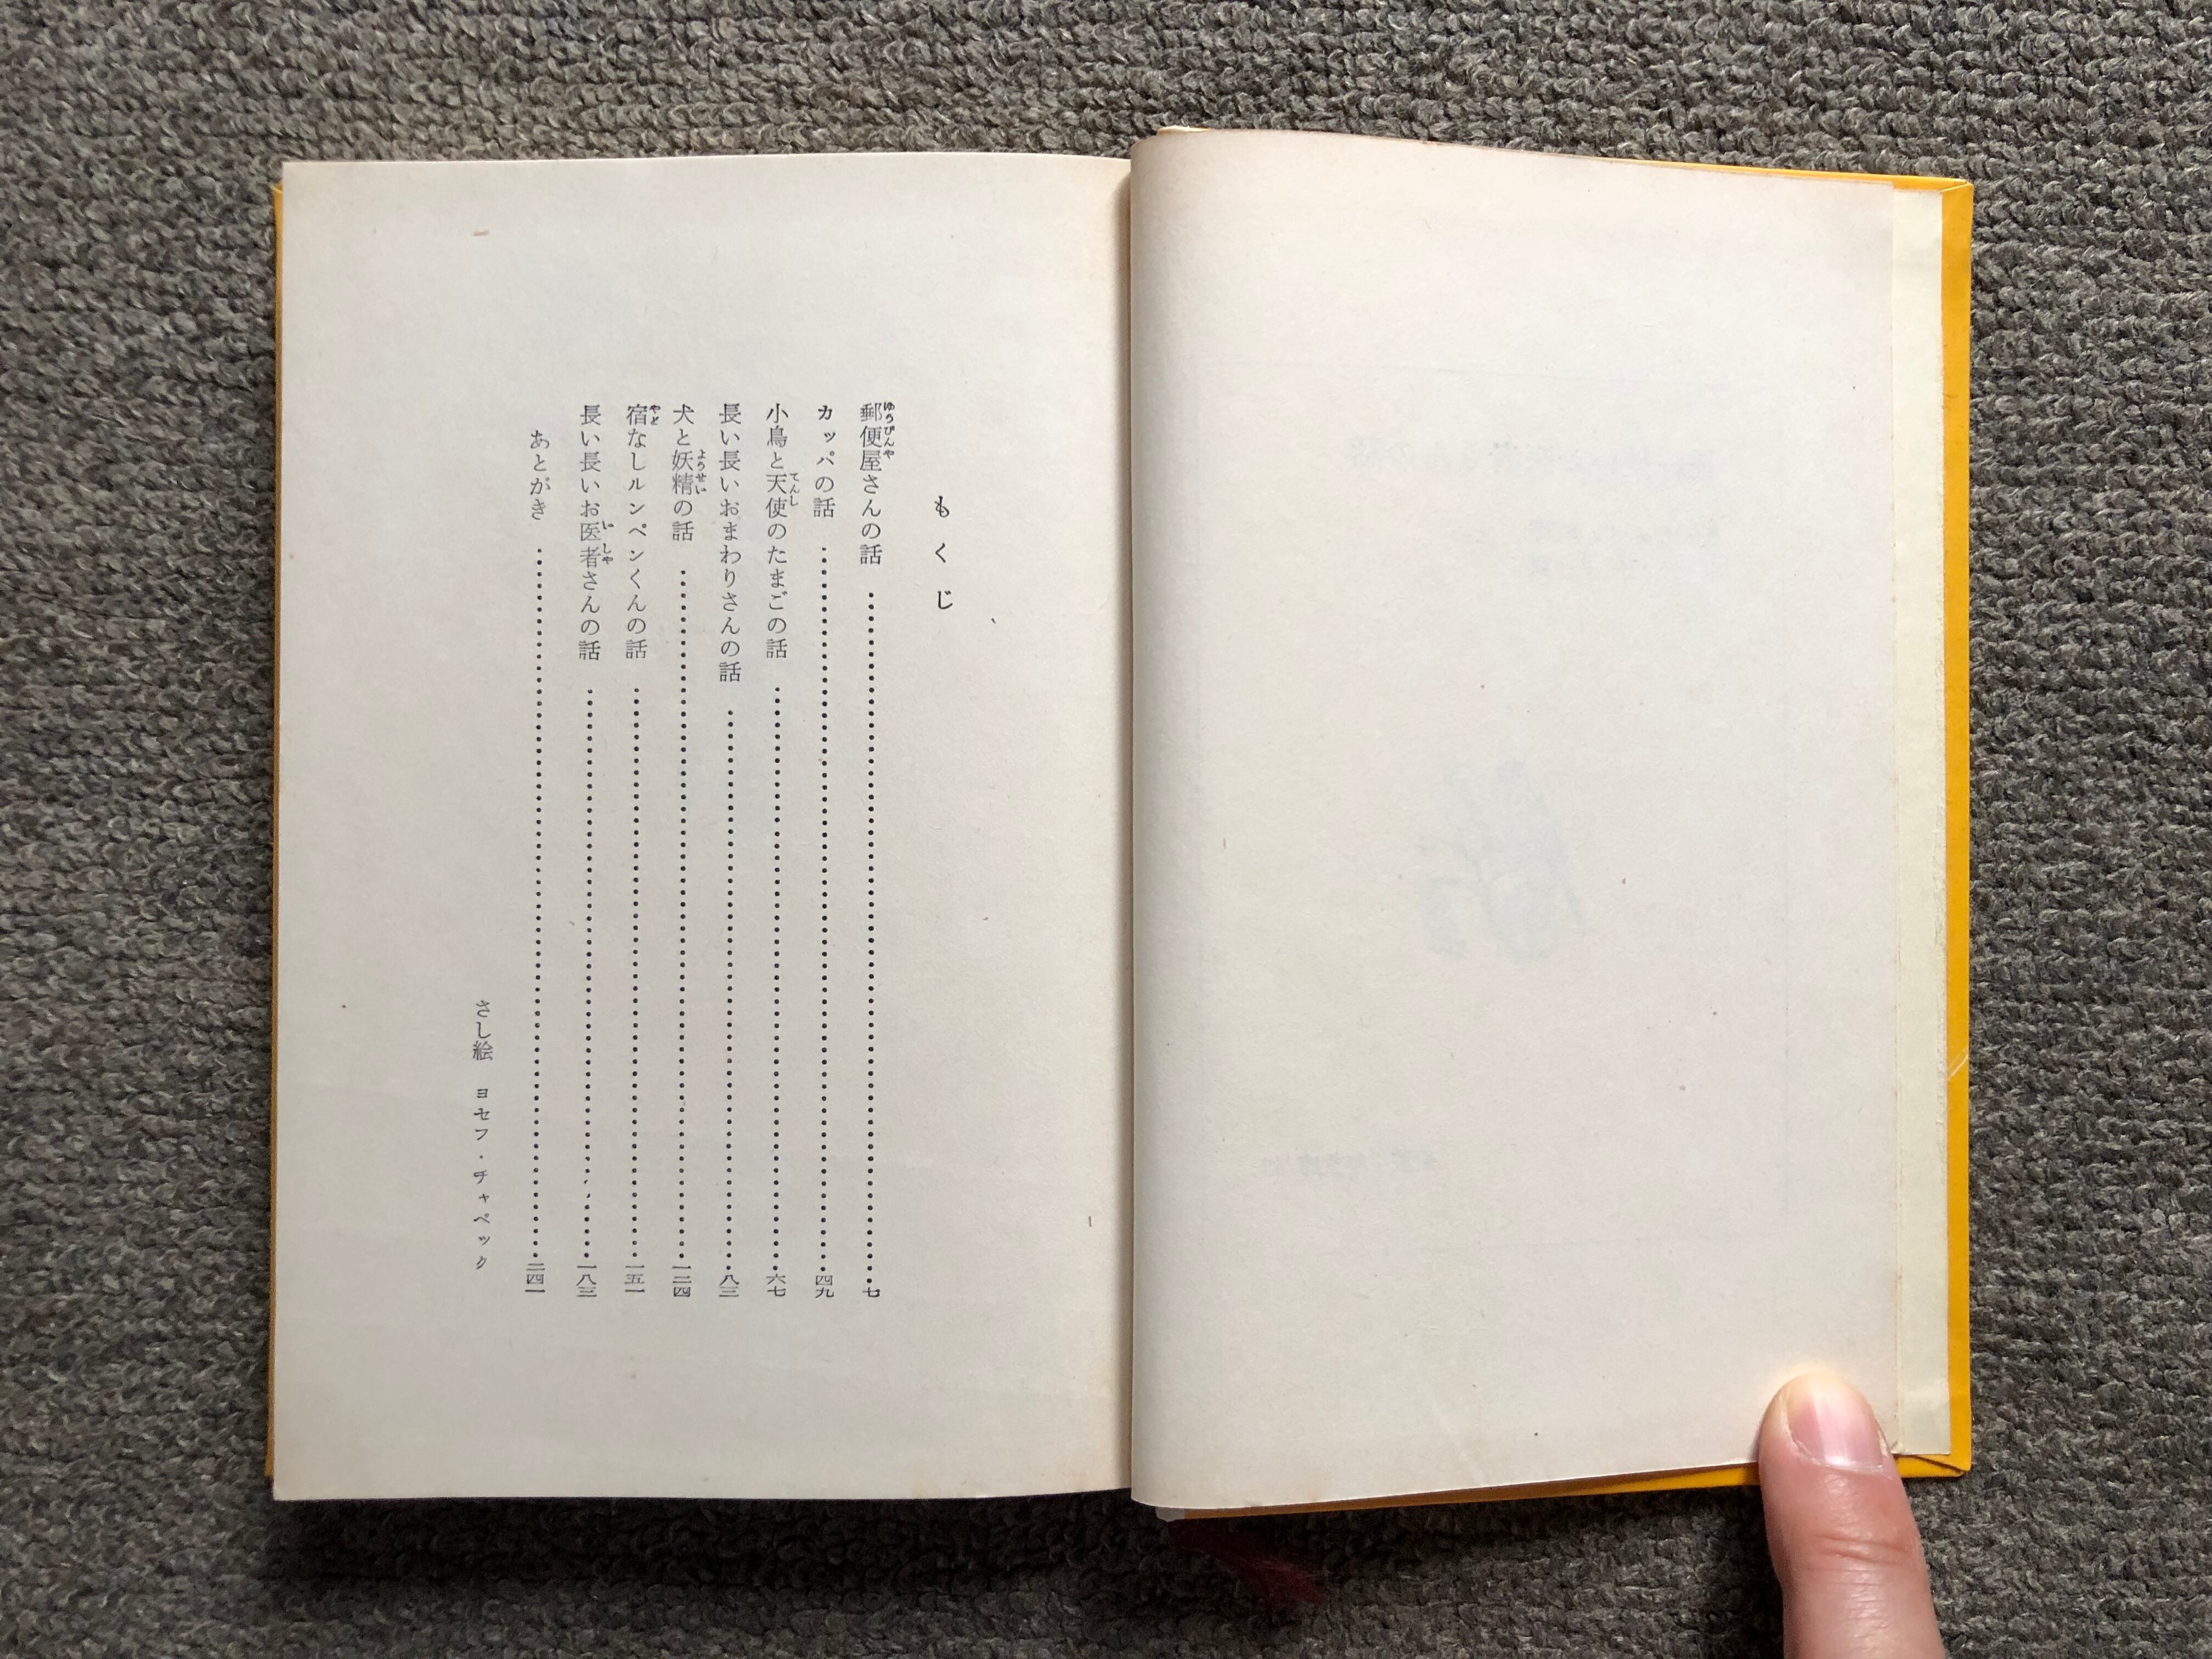 もくじ
郵便屋さんの話 七
カッパの話 四九
小鳥と天使のたまごの話 六七
長い長いおまわりさんの話 八三
犬と妖精の話 一二四
宿なしルンペンくんの話 一五一
長い長いお医者さんの話 一八三
あとがき 二四一
さし絵 ヨセフ・チャペック